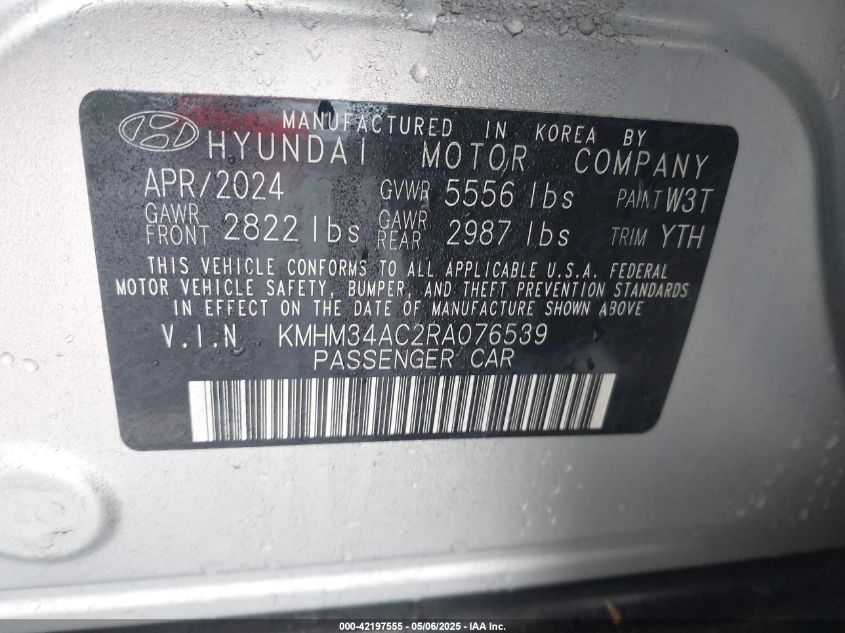 MANUFACTURED IN KOREA BY
HYUNDAI MOTOR COMPANY
APR/2024 GVWR 5556 lbs PAINT W3T
GAWR FRONT 2822 lbs GAWR REAR 2987 lbs TRIM YTH
THIS VEHICLE CONFORMS TO ALL APPLICABLE U.S.A. FEDERAL
MOTOR VEHICLE SAFETY, BUMPER, AND THEFT PREVENTION STANDARDS
IN EFFECT ON THE DATE OF MANUFACTURE SHOWN ABOVE
V.I.N KMHM34AC2RA076539
PASSENGER CAR
000-42197555 — 05/06/2025 — IAA Inc.